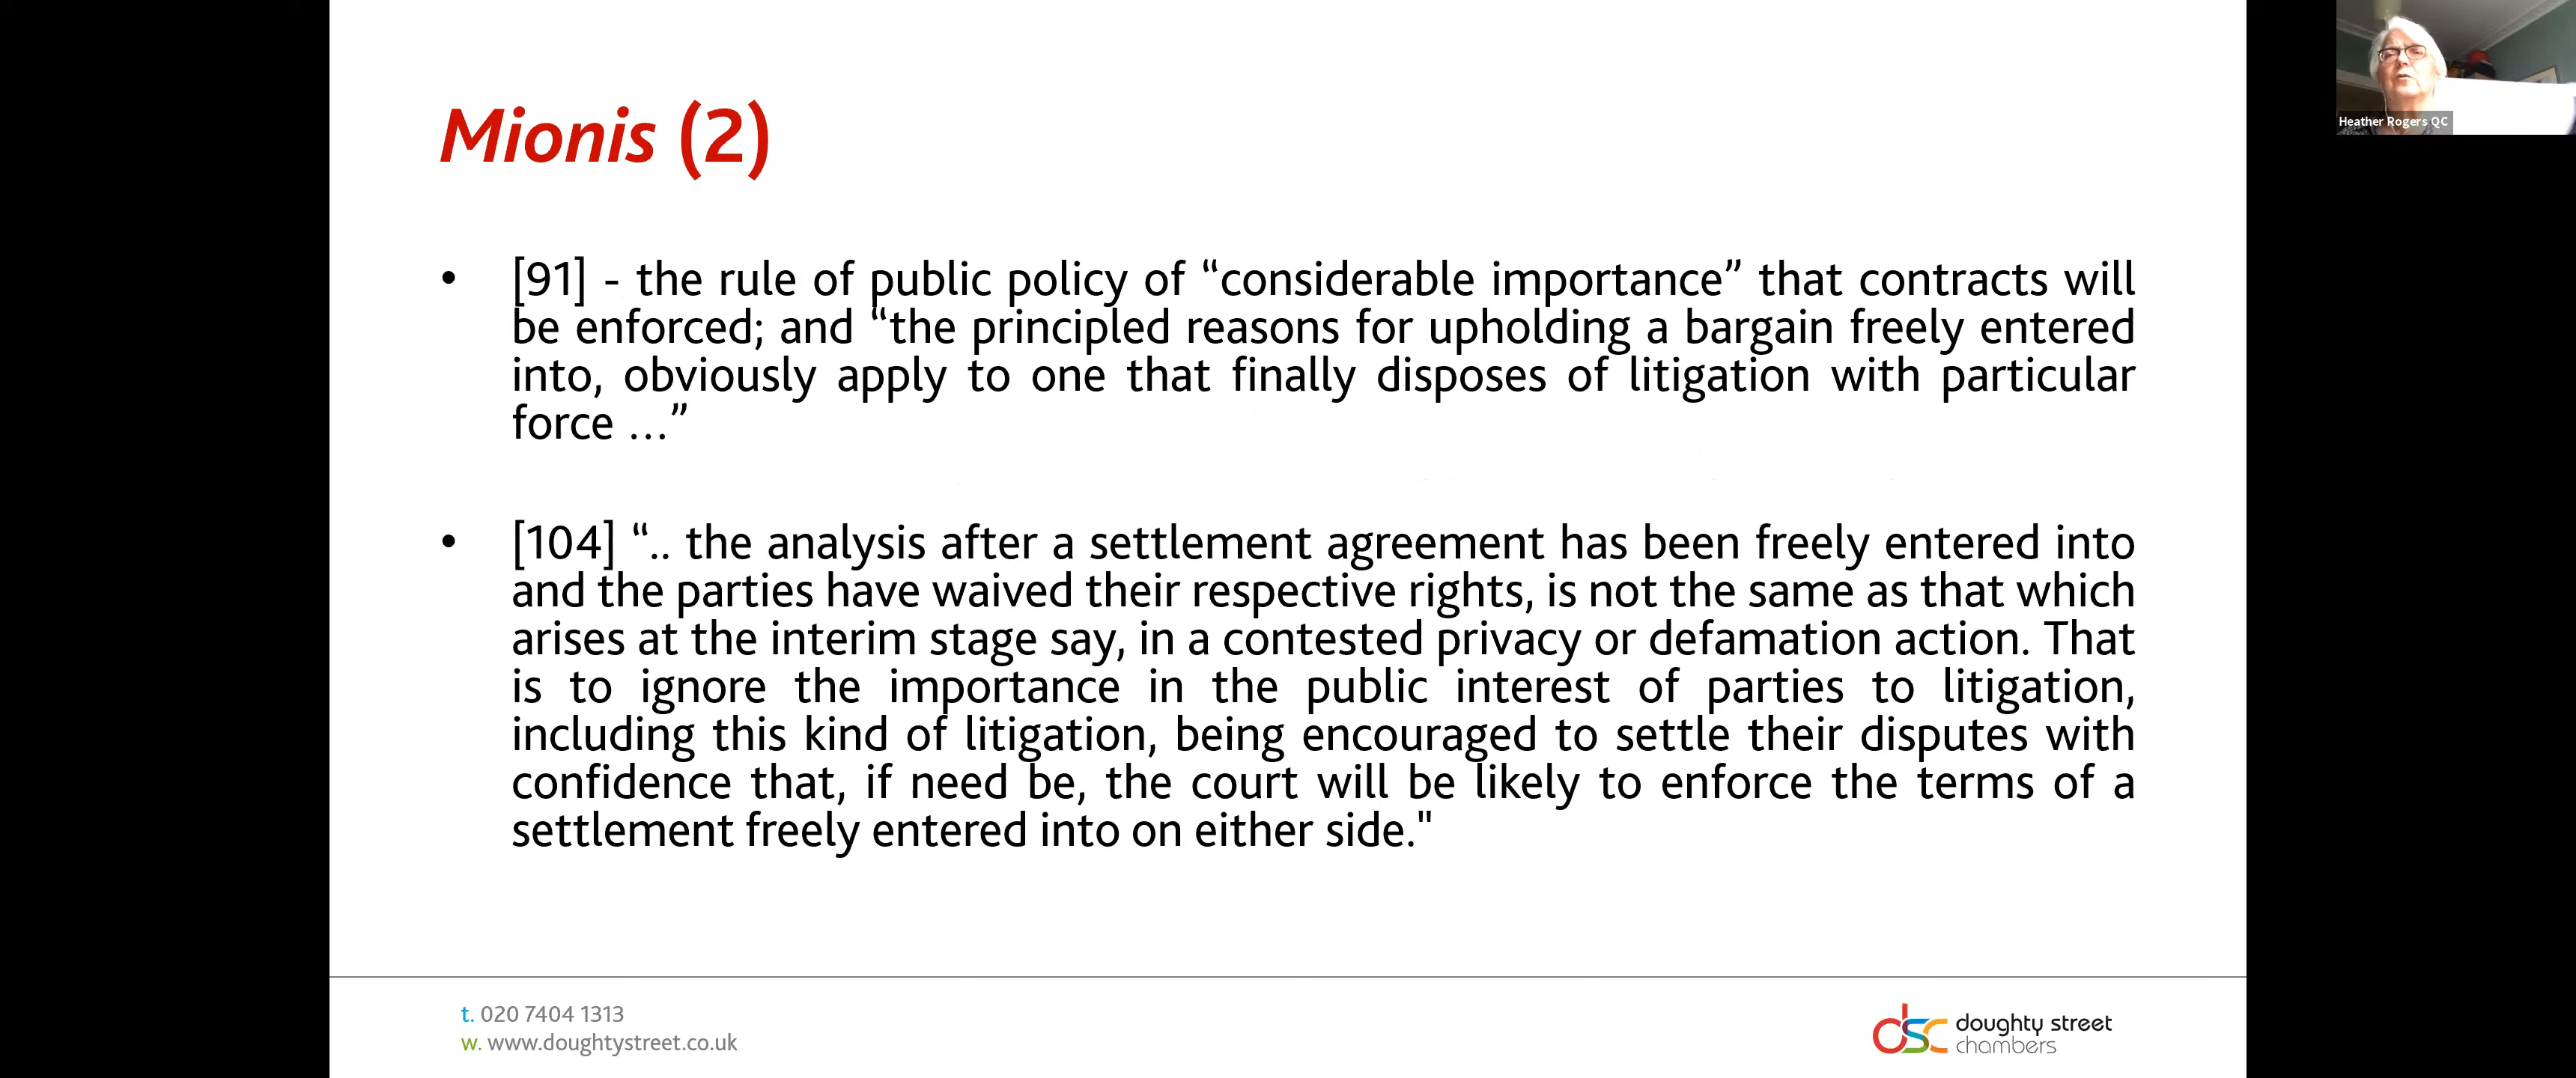 Mionis (2)
• [91] - the rule of public policy of “considerable importance” that contracts will
be enforced; and “the principled reasons for upholding a bargain freely entered
into, obviously apply to one that finally disposes of litigation with particular
force …”
• [104] “.. the analysis after a settlement agreement has been freely entered into
and the parties have waived their respective rights, is not the same as that which
arises at the interim stage say, in a contested privacy or defamation action. That
is to ignore the importance in the public interest of parties to litigation,
including this kind of litigation, being encouraged to settle their disputes with
confidence that, if need be, the court will be likely to enforce the terms of a
settlement freely entered into on either side."
t. 020 7404 1313
w. www.doughtystreet.co.uk
dsc doughty street
chambers
Heather Rogers QC